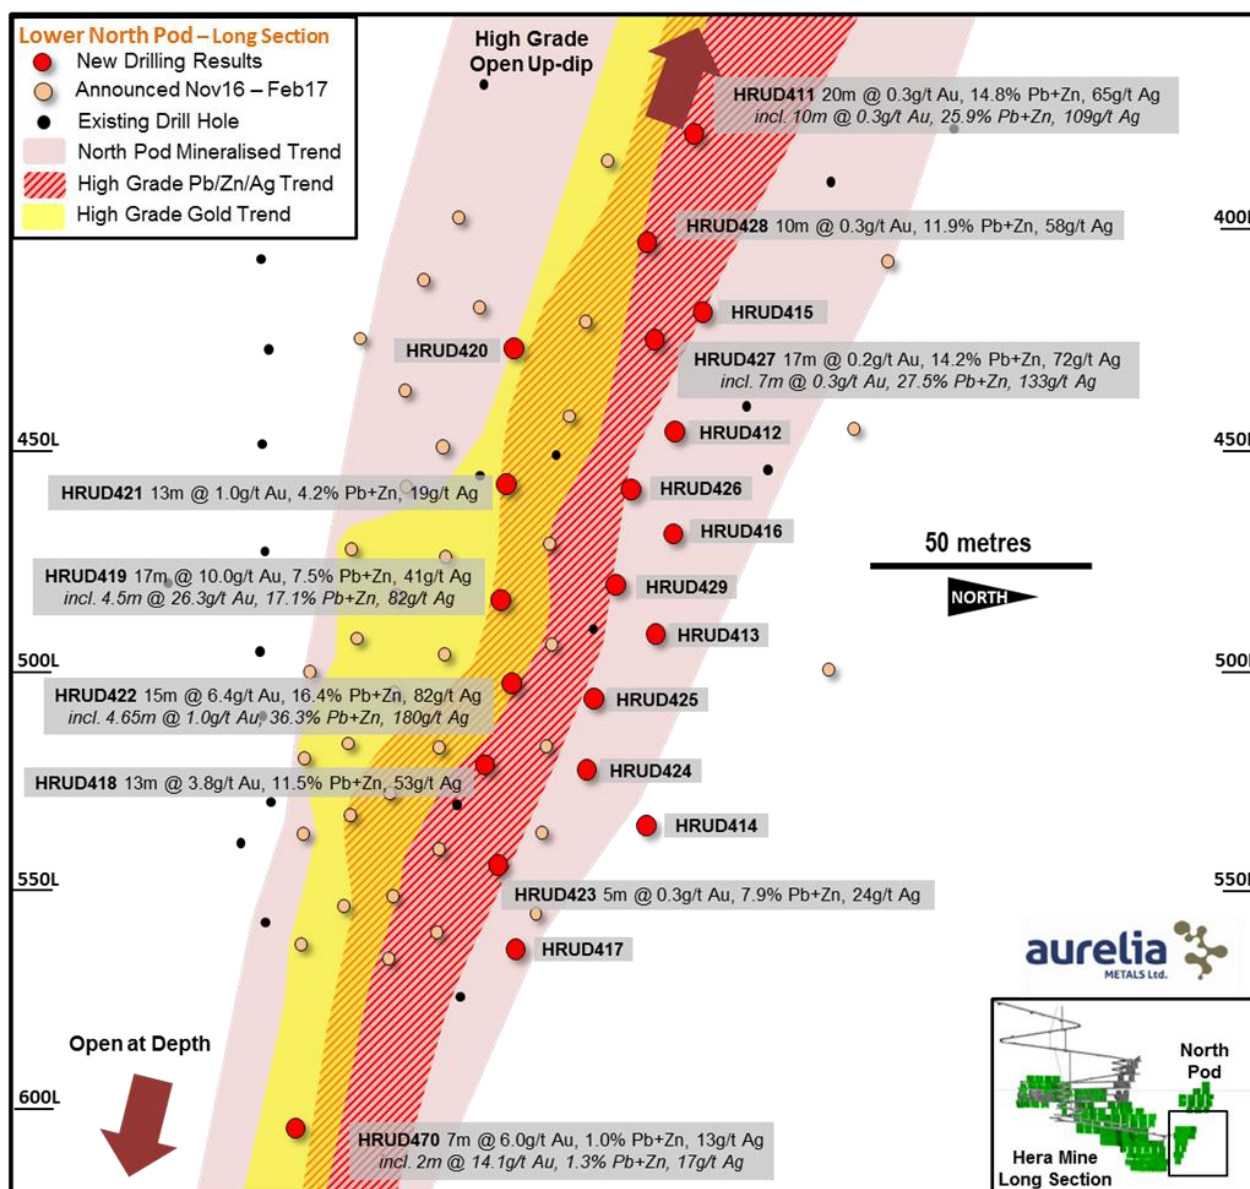 Lower North Pod – Long Section
New Drilling Results
Announced Nov16 – Feb17
Existing Drill Hole
North Pod Mineralised Trend
High Grade Pb/Zn/Ag Trend
High Grade Gold Trend
High Grade
Open Up-dip
HRUD411 20m @ 0.3g/t Au, 14.8% Pb+Zn, 65g/t Ag
incl. 10m @ 0.3g/t Au, 25.9% Pb+Zn, 109g/t Ag
400L
HRUD428 10m @ 0.3g/t Au, 11.9% Pb+Zn, 58g/t Ag
HRUD415
HRUD420
HRUD427 17m @ 0.2g/t Au, 14.2% Pb+Zn, 72g/t Ag
incl. 7m @ 0.3g/t Au, 27.5% Pb+Zn, 133g/t Ag
450L
HRUD412
450L
HRUD421 13m @ 1.0g/t Au, 4.2% Pb+Zn, 19g/t Ag
HRUD426
HRUD416
50 metres
HRUD419 17m @ 10.0g/t Au, 7.5% Pb+Zn, 41g/t Ag
incl. 4.5m @ 26.3g/t Au, 17.1% Pb+Zn, 82g/t Ag
HRUD429
NORTH
HRUD413
500L
500L
HRUD422 15m @ 6.4g/t Au, 16.4% Pb+Zn, 82g/t Ag
incl. 4.65m @ 1.0g/t Au, 36.3% Pb+Zn, 180g/t Ag
HRUD425
HRUD418 13m @ 3.8g/t Au, 11.5% Pb+Zn, 53g/t Ag
HRUD424
HRUD414
550L
550L
HRUD423 5m @ 0.3g/t Au, 7.9% Pb+Zn, 24g/t Ag
HRUD417
aurelia
METALS Ltd.
Open at Depth
North
Pod
600L
HRUD470 7m @ 6.0g/t Au, 1.0% Pb+Zn, 13g/t Ag
incl. 2m @ 14.1g/t Au, 1.3% Pb+Zn, 17g/t Ag
Hera Mine
Long Section